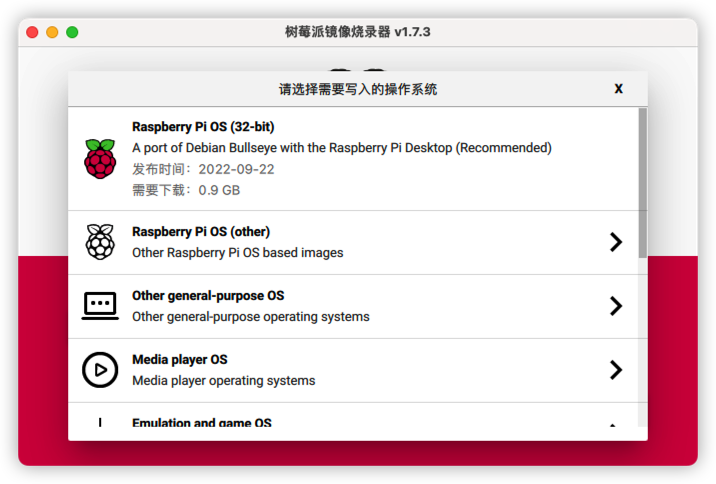 树莓派镜像烧录器 v1.7.3
请选择需要写入的操作系统 X
Raspberry Pi OS (32-bit)
A port of Debian Bullseye with the Raspberry Pi Desktop (Recommended)
发布时间：2022-09-22
需要下载：0.9 GB
Raspberry Pi OS (other)
Other Raspberry Pi OS based images
Other general-purpose OS
Other general-purpose operating systems
Media player OS
Media player operating systems
Emulation and game OS